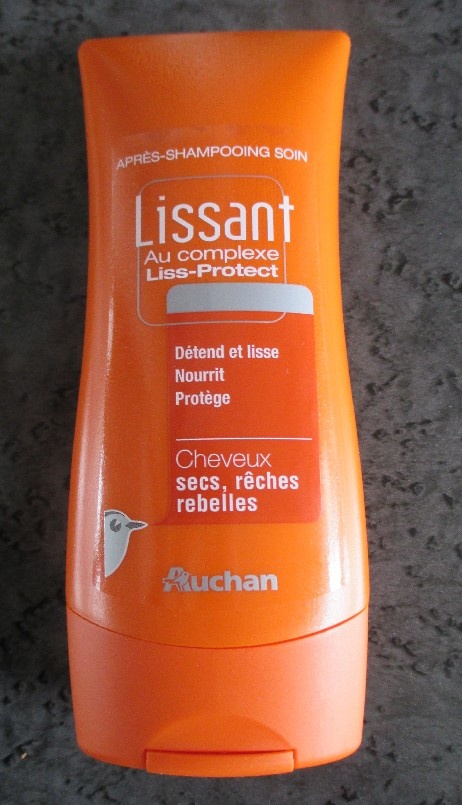 APRÈS-SHAMPOOING SOIN
Lissant
Au complexe
Liss-Protect
Détend et lisse
Nourrit
Protège
Cheveux
secs, rêches
rebelles
Auchan